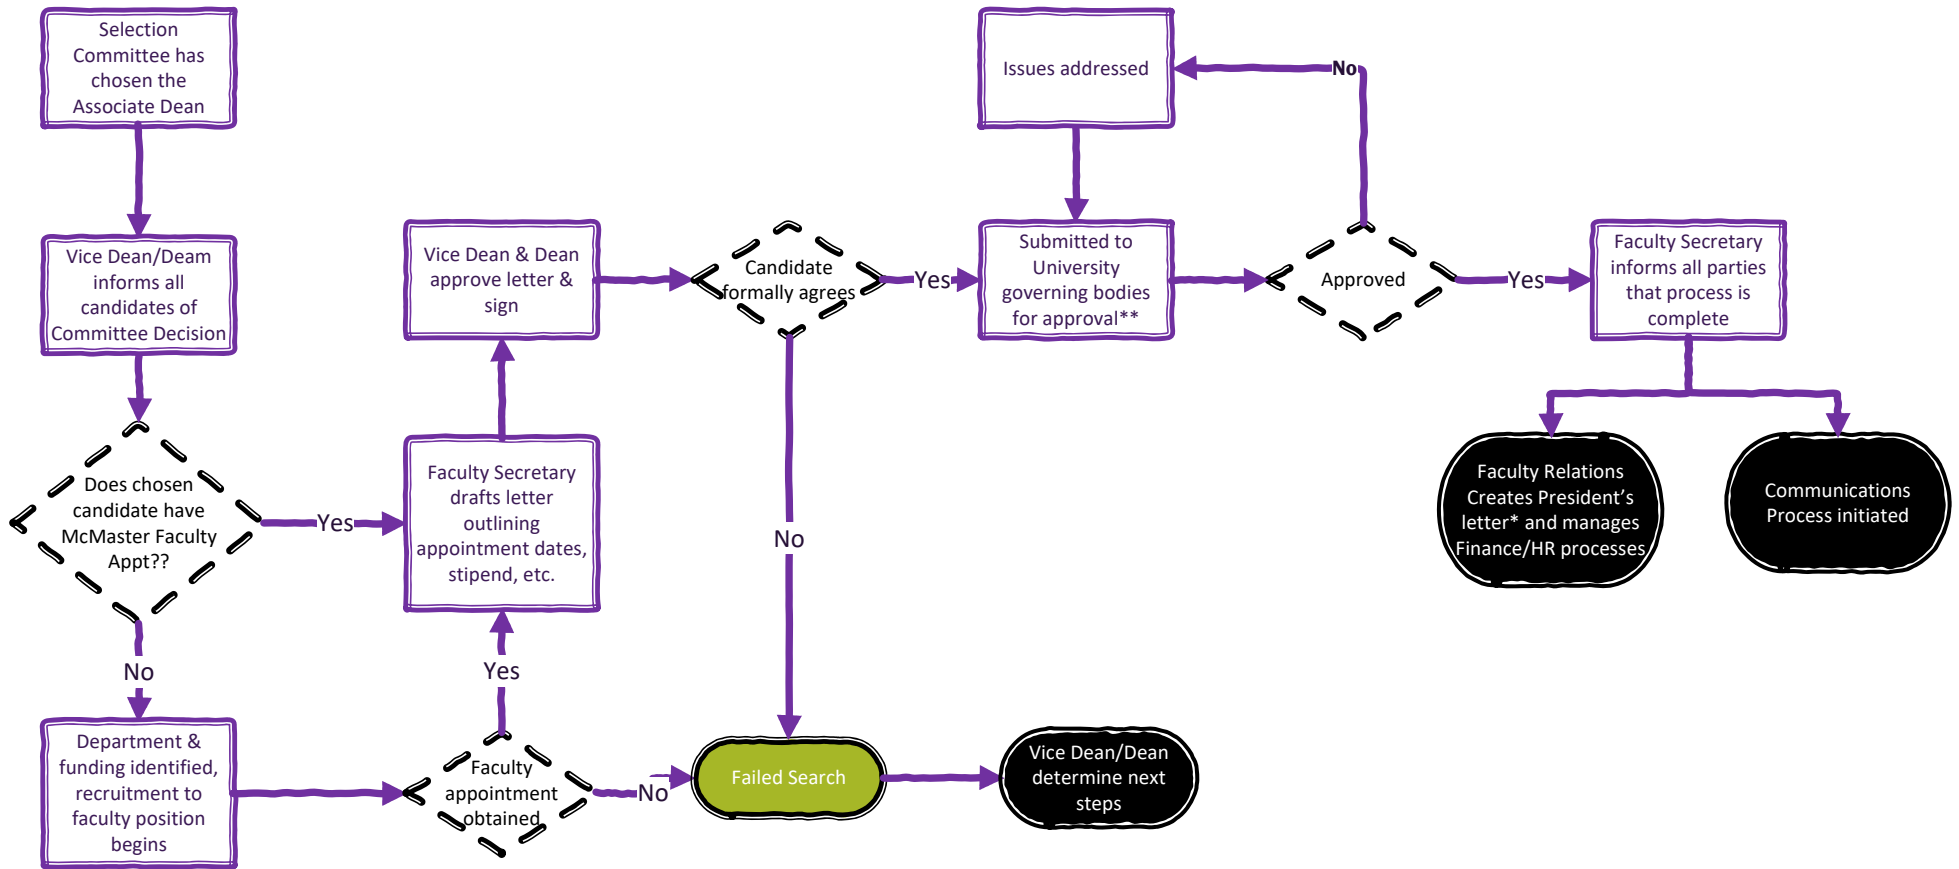 Selection
Committee has
chosen the
Associate Dean
Vice Dean/Deam
informs all
candidates of
Committee Decision
Does chosen
candidate have
McMaster Faculty
Appt??
Yes
No
Department &
funding identified,
recruitment to
faculty position
begins
Faculty
appointment
obtained
Yes
No
Faculty Secretary
drafts letter
outlining
appointment dates,
stipend, etc.
Vice Dean & Dean
approve letter &
sign
Candidate
formally agrees
Yes
No
Failed Search
Vice Dean/Dean
determine next
steps
Submitted to
University
governing bodies
for approval**
Issues addressed
No
Approved
Yes
Faculty Secretary
informs all parties
that process is
complete
Faculty Relations
Creates President’s
letter* and manages
Finance/HR processes
Communications
Process initiated